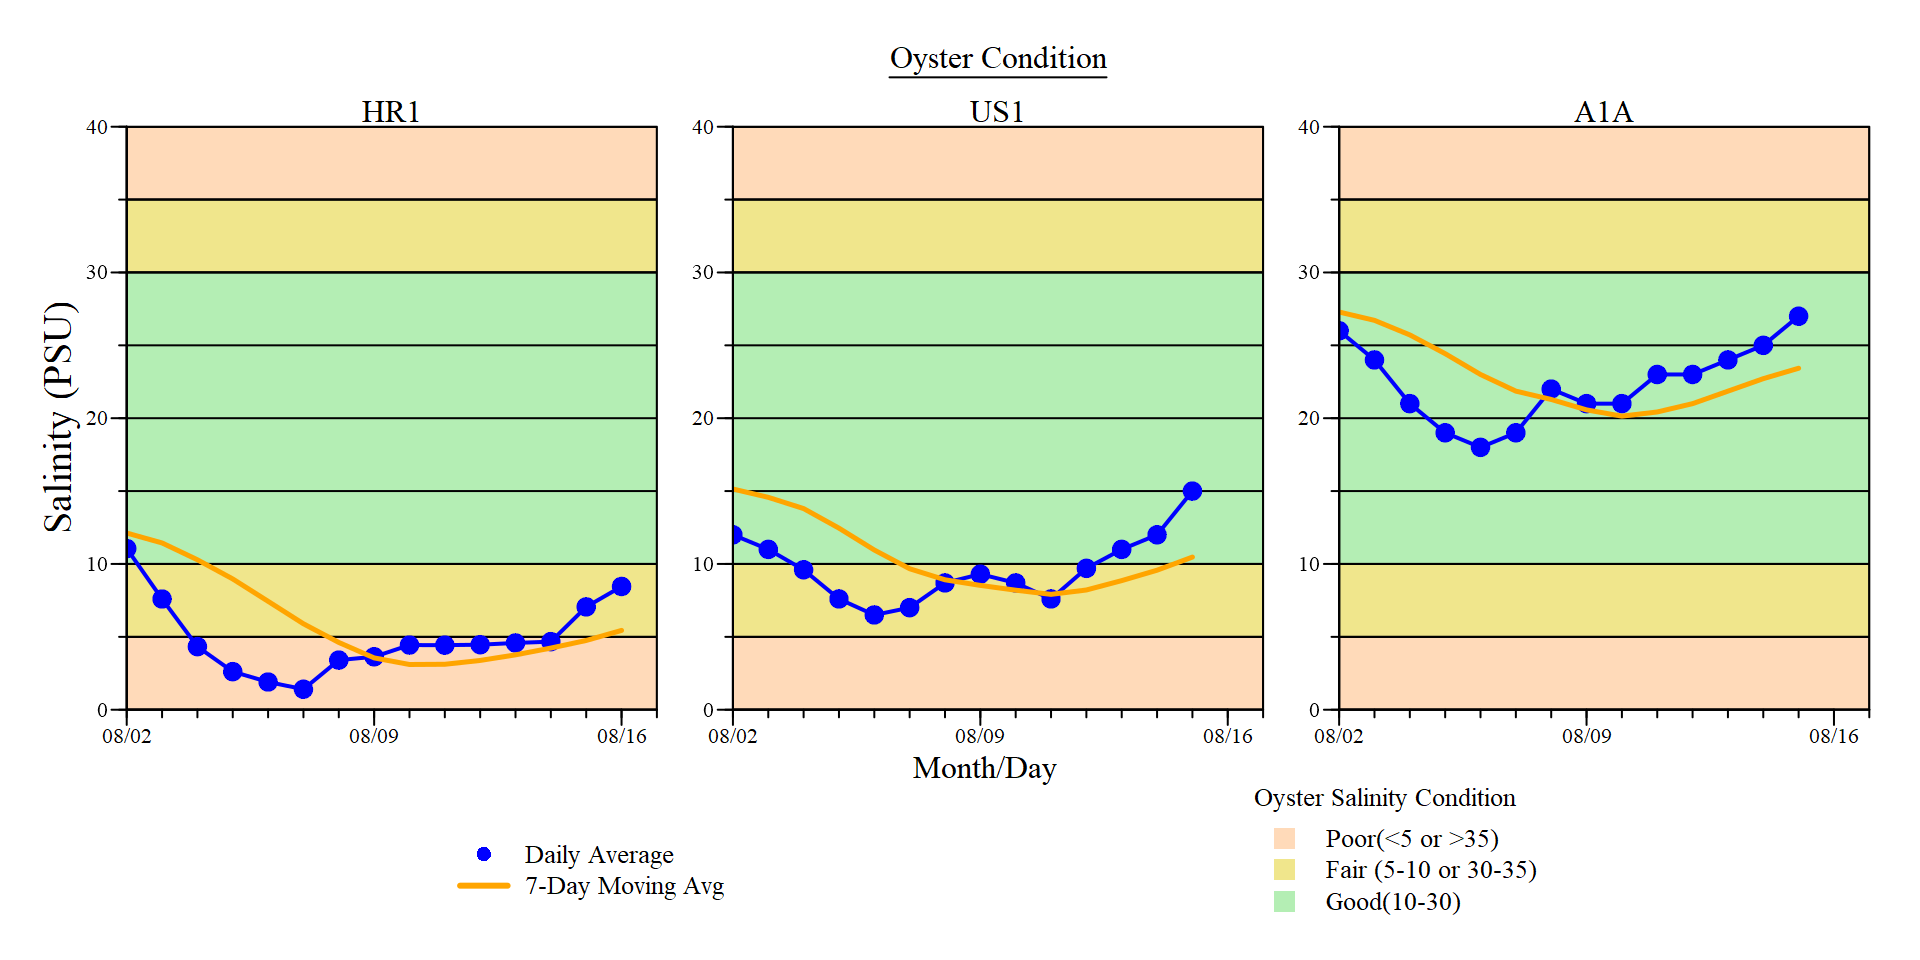 Oyster Condition
HR1
US1
A1A
Salinity (PSU)
40
30
20
10
0
08/02
08/09
08/16
40
30
20
10
0
08/02
08/09
08/16
40
30
20
10
0
08/02
08/09
08/16
Month/Day
Daily Average
7-Day Moving Avg
Oyster Salinity Condition
Poor(<5 or >35)
Fair (5-10 or 30-35)
Good(10-30)